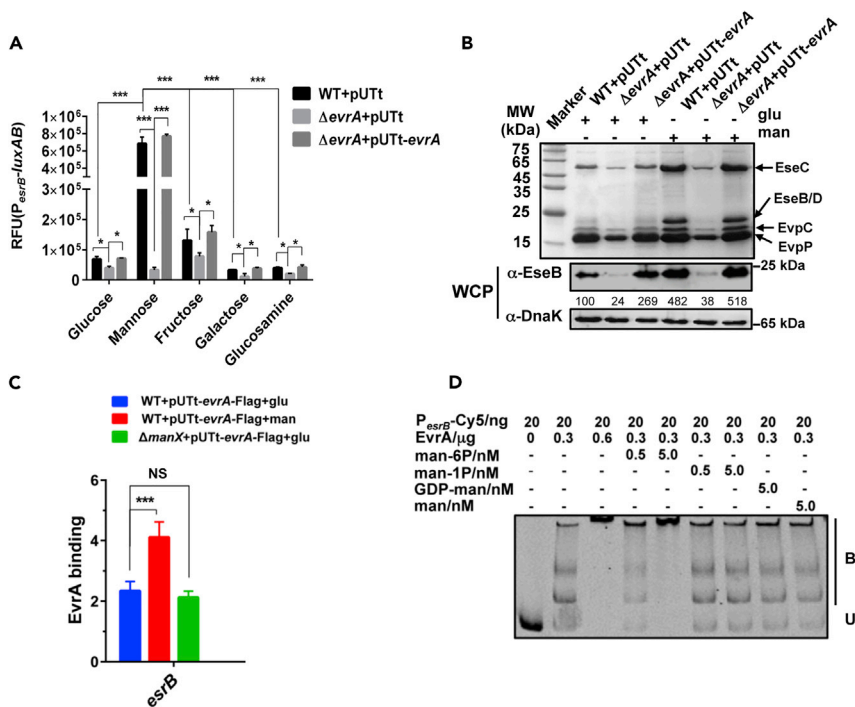 A
*** *** *** ***
*** ***
WT+pUTt
ΔevrA+pUTt
ΔevrA+pUTt-evrA
RFU(PesrB-luxAB)
1×10⁶
8×10⁵
6×10⁵
2×10⁵
1×10⁵
0
* * * * * * * *
Glucose
Mannose
Fructose
Galactose
Glucosamine
B
MW
(kDa)
Marker
WT+pUTt
ΔevrA+pUTt
ΔevrA+pUTt-evrA
WT+pUTt
ΔevrA+pUTt
ΔevrA+pUTt-evrA
+ + + - - - glu
- - - + + + man
75
65
45
35
25
15
EseC
EseB/D
EvpC
EvpP
WCP
α-EseB
25 kDa
100 24 269 482 38 518
α-DnaK
65 kDa
C
WT+pUTt-evrA-Flag+glu
WT+pUTt-evrA-Flag+man
ΔmanX+pUTt-evrA-Flag+glu
NS
***
EvrA binding
6
4
2
0
esrB
D
PesrB-Cy5/ng 20 20 20 20 20 20 20 20 20
EvrA/μg 0 0.3 0.6 0.3 0.3 0.3 0.3 0.3 0.3
man-6P/nM - - - 0.5 5.0 - - - -
man-1P/nM - - - - - 0.5 5.0 - -
GDP-man/nM - - - - - - - 5.0 -
man/nM - - - - - - - - 5.0
B
U